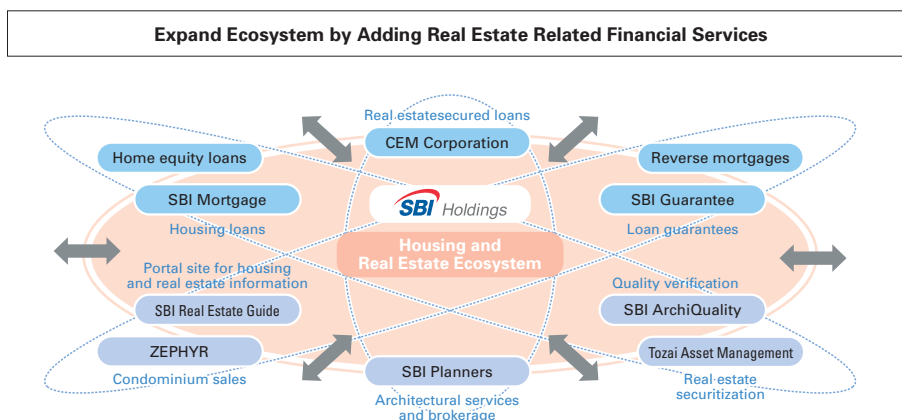 Expand Ecosystem by Adding Real Estate Related Financial Services
Real estatesecured loans
CEM Corporation
Home equity loans
Reverse mortgages
SBI Mortgage
SBI Holdings
SBI Guarantee
Housing loans
Housing and
Real Estate Ecosystem
Loan guarantees
Portal site for housing
and real estate information
Quality verification
SBI Real Estate Guide
SBI ArchiQuality
ZEPHYR
Tozai Asset Management
SBI Planners
Condominium sales
Architectural services
and brokerage
Real estate
securitization